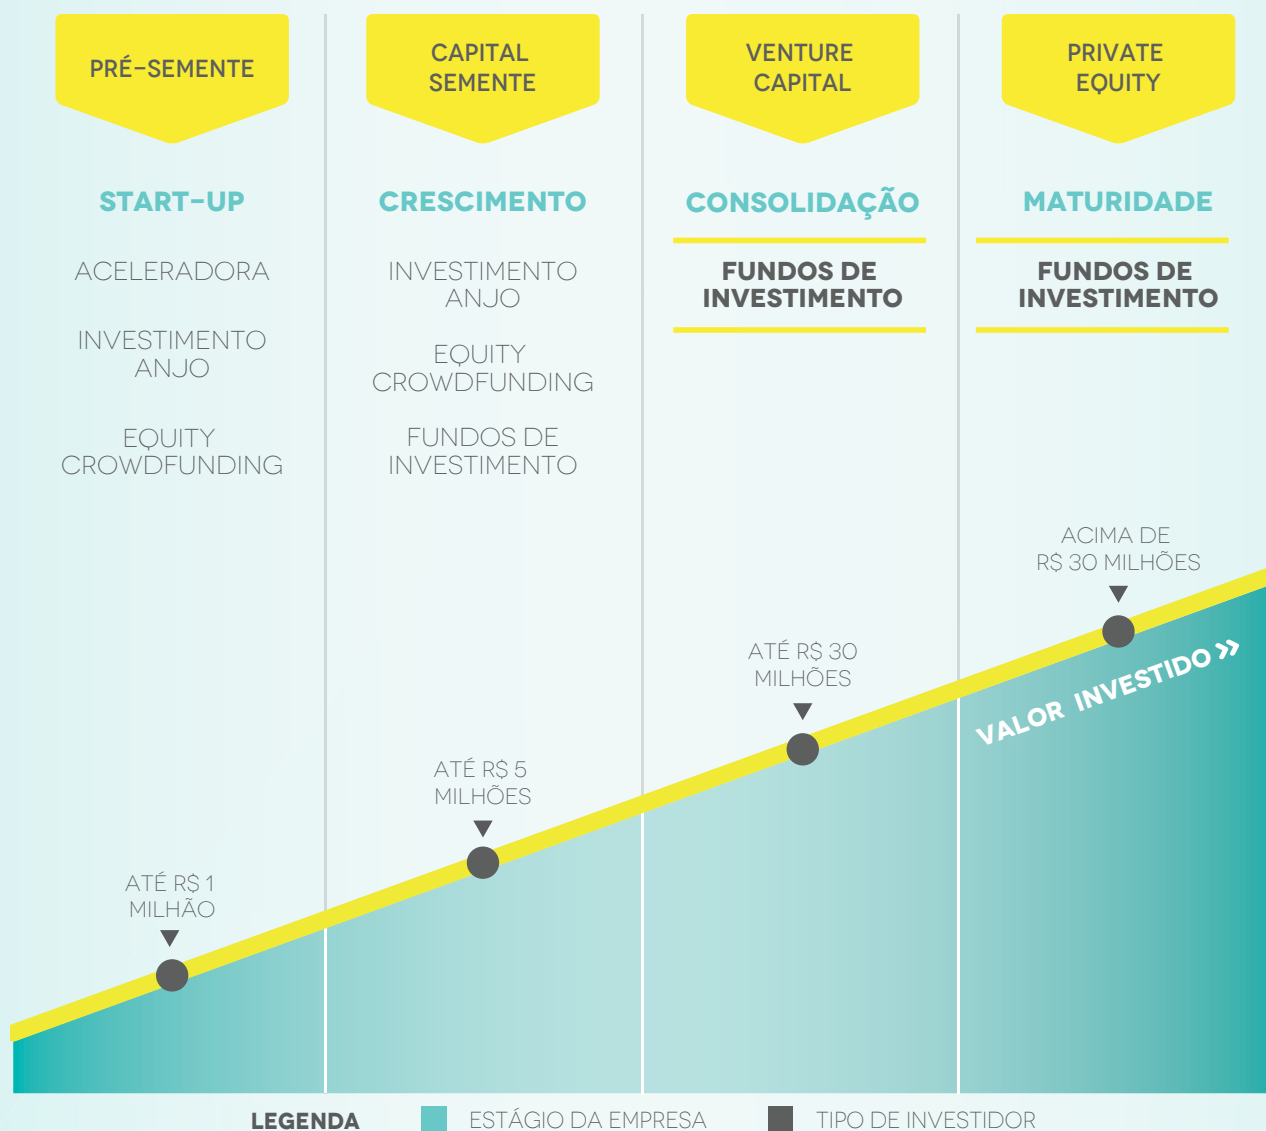 PRÉ-SEMENTE
START-UP
ACELERADORA
INVESTIMENTO
ANJO
EQUITY
CROWDFUNDING
ATÉ R$ 1
MILHÃO
CAPITAL
SEMENTE
CRESCIMENTO
INVESTIMENTO
ANJO
EQUITY
CROWDFUNDING
FUNDOS DE
INVESTIMENTO
ATÉ R$ 5
MILHÕES
VENTURE
CAPITAL
CONSOLIDAÇÃO
FUNDOS DE
INVESTIMENTO
ATÉ R$ 30
MILHÕES
PRIVATE
EQUITY
MATURIDADE
FUNDOS DE
INVESTIMENTO
ACIMA DE
R$ 30 MILHÕES
VALOR INVESTIDO »
LEGENDA
ESTÁGIO DA EMPRESA
TIPO DE INVESTIDOR